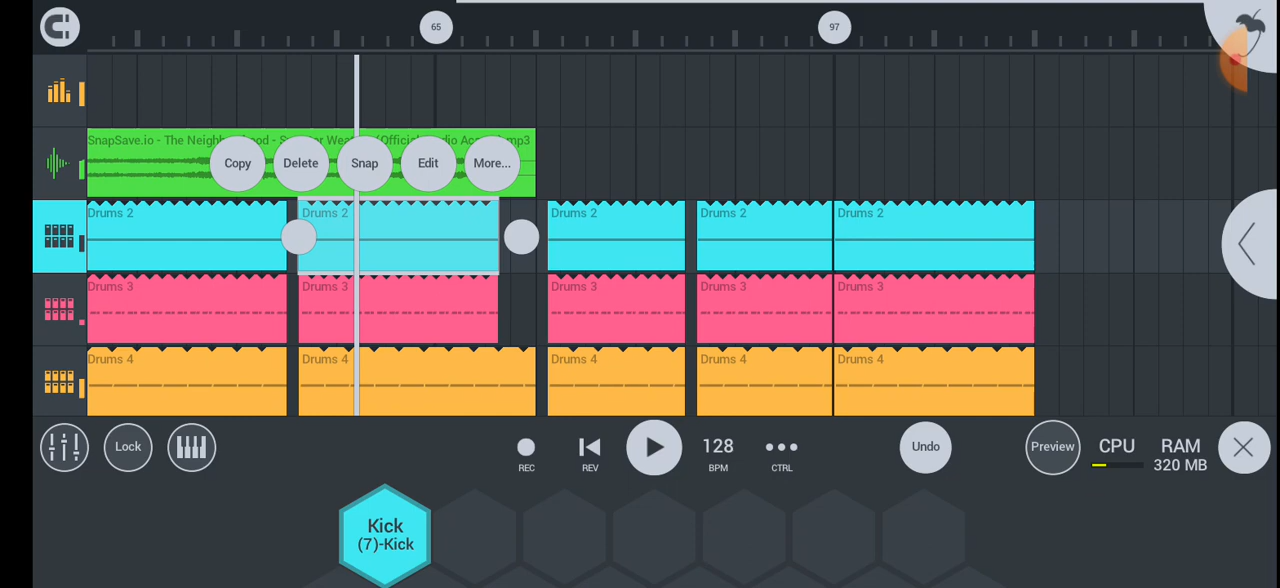 65
97
SnapSave.io - The Neighb ood - S r Wea (Offici dio Ac .mp3
Copy
Delete
Snap
Edit
More...
Drums 2
Drums 2
Drums 2
Drums 2
Drums 2
Drums 3
Drums 3
Drums 3
Drums 3
Drums 3
Drums 4
Drums 4
Drums 4
Drums 4
Drums 4
Lock
REC
REV
128
BPM
CTRL
Undo
Preview
CPU
RAM
320 MB
Kick
(7)-Kick